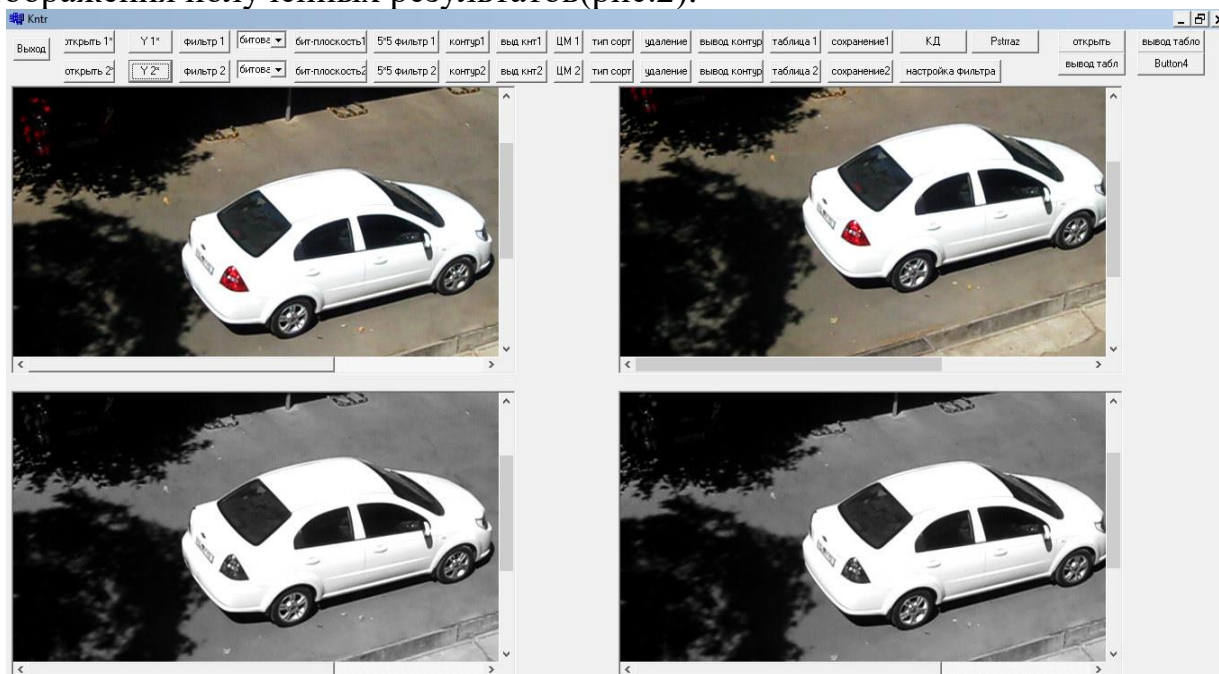 ображения полученных результатов(рис.2).
Kntr
Выход открыть 1* Y 1* фильтр 1 битова бит-плоскость1 5*5 фильтр 1 контур1 выд кнт1 ЦМ 1 тип сорт удаление вывод контур таблица 1 сохранение1 КД Pstrraz открыть вывод табло
открыть 2* Y 2* фильтр 2 битова бит-плоскость2 5*5 фильтр 2 контур2 выд кнт2 ЦМ 2 тип сорт удаление вывод контур таблица 2 сохранение2 настройка фильтра вывод табл Button4